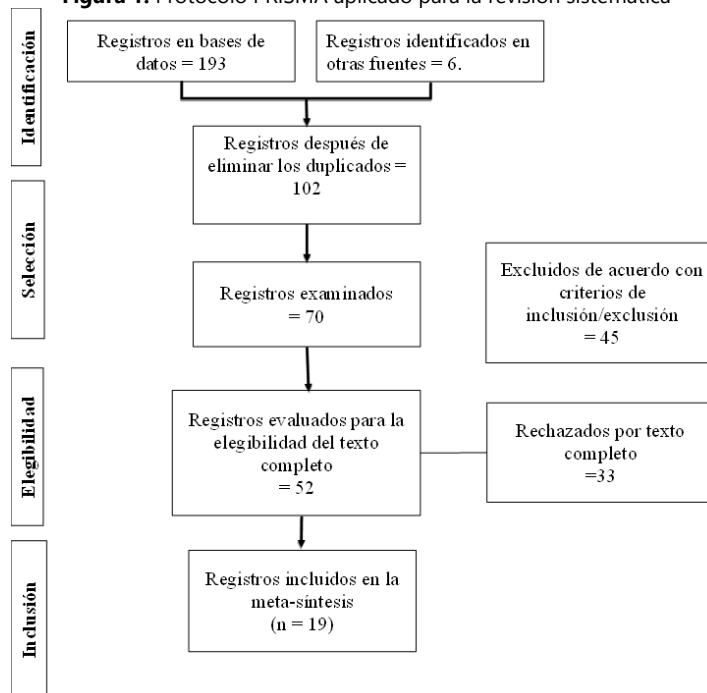 Figura 1. Protocolo PRISMA aplicado para la revisión sistemática
Identificación
Registros en bases de
datos = 193
Registros identificados en
otras fuentes = 6.
Registros después de
eliminar los duplicados =
102
Selección
Registros examinados
= 70
Excluidos de acuerdo con
criterios de
inclusión/exclusión
= 45
Elegibilidad
Registros evaluados para la
elegibilidad del texto
completo
= 52
Rechazados por texto
completo
=33
Inclusión
Registros incluidos en la
meta-síntesis
(n = 19)